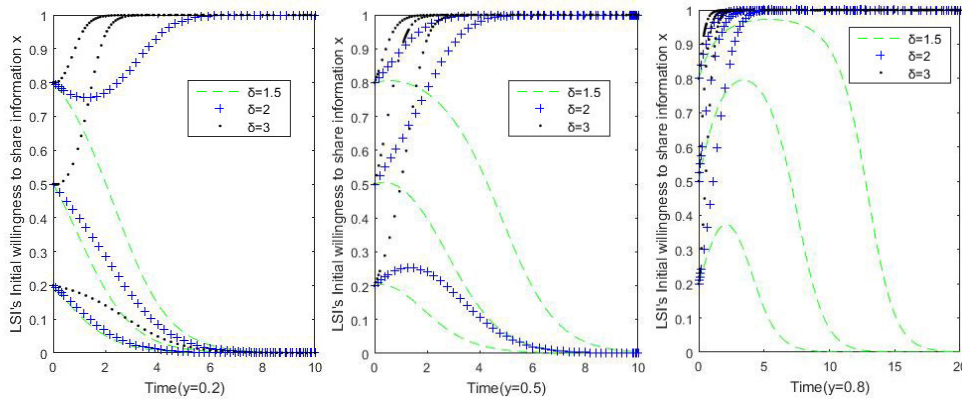 LSI's Initial willingness to share information x
1
0.9
0.8
0.7
0.6
0.5
0.4
0.3
0.2
0.1
0
δ=1.5
δ=2
δ=3
0 2 4 6 8 10
Time(y=0.2)
LSI's Initial willingness to share information x
1
0.9
0.8
0.7
0.6
0.5
0.4
0.3
0.2
0.1
0
δ=1.5
δ=2
δ=3
0 2 4 6 8 10
Time(y=0.5)
LSI's Initial willingness to share information x
1
0.9
0.8
0.7
0.6
0.5
0.4
0.3
0.2
0.1
0
δ=1.5
δ=2
δ=3
0 5 10 15 20
Time(y=0.8)